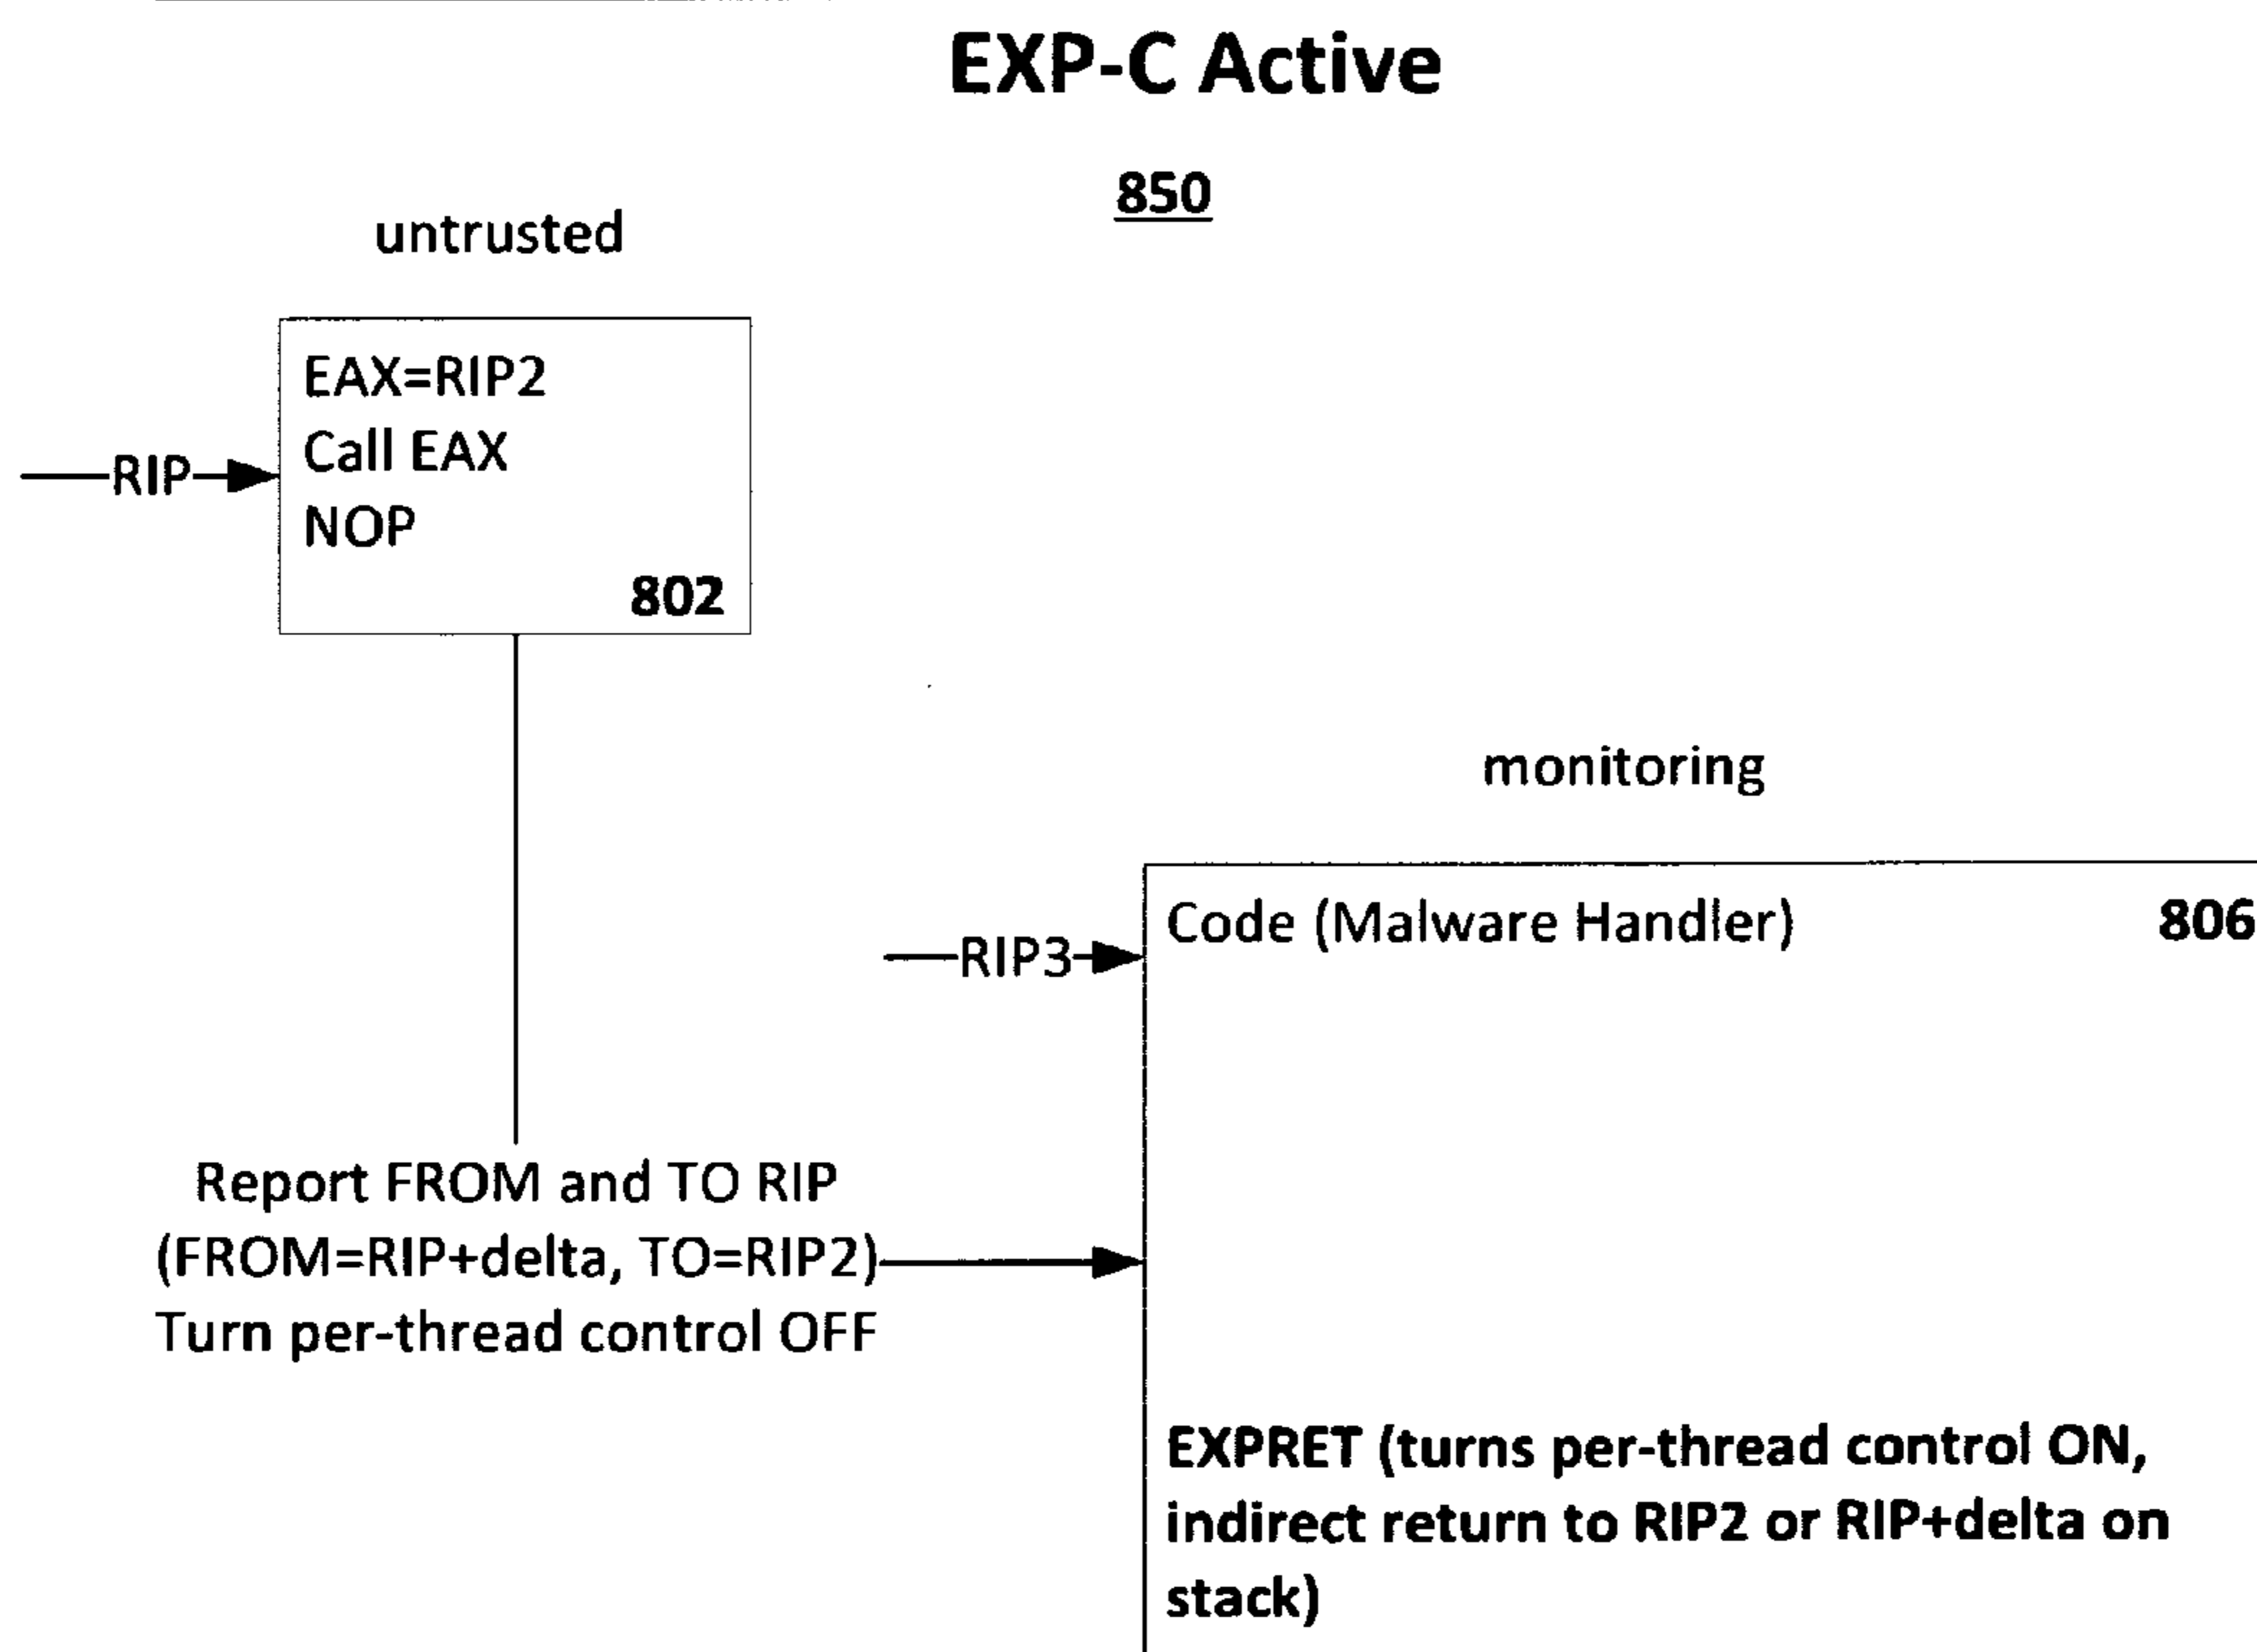 EXP-C Active
850
untrusted
EAX=RIP2
Call EAX
RIP
NOP
802
monitoring
Code (Malware Handler) 806
RIP3
Report FROM and TO RIP
(FROM=RIP+delta, TO=RIP2)
Turn per-thread control OFF
EXPRET (turns per-thread control ON,
indirect return to RIP2 or RIP+delta on
stack)